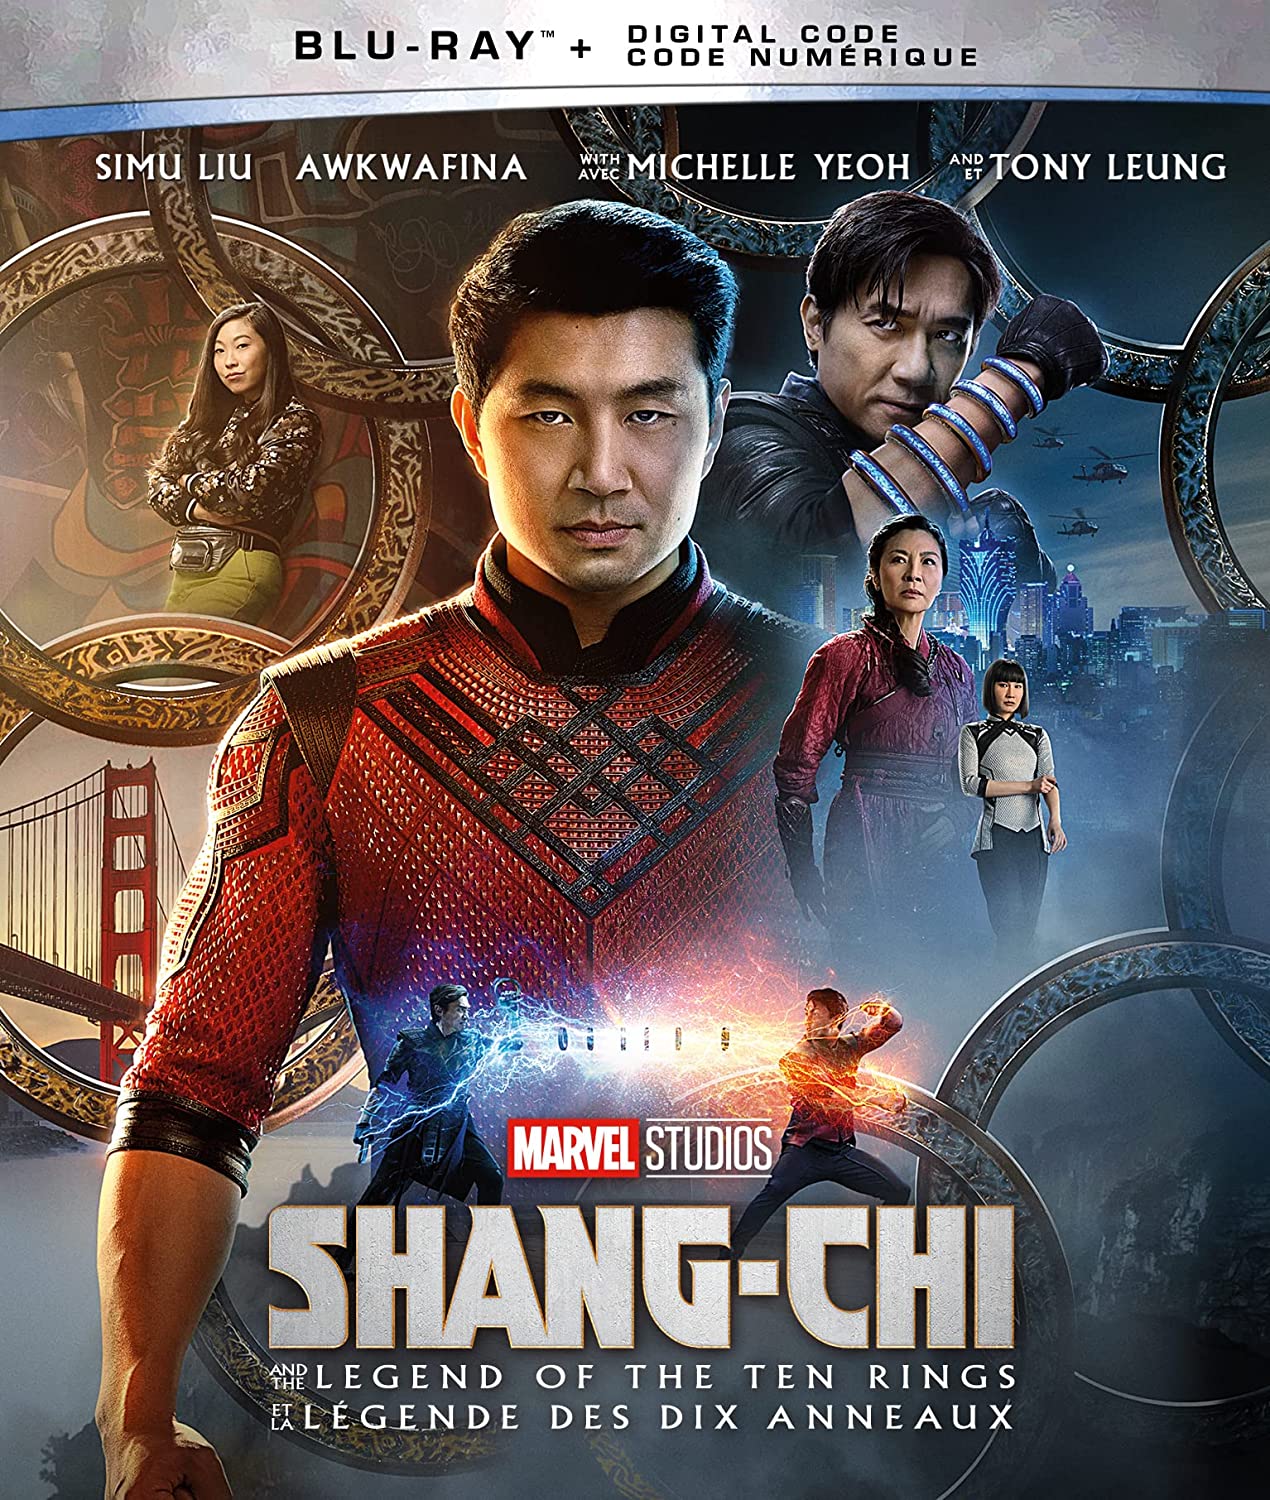 BLU-RAY™ + DIGITAL CODE
CODE NUMÉRIQUE
SIMU LIU AWKWAFINA WITH AVEC MICHELLE YEOH AND ET TONY LEUNG
MARVEL STUDIOS
SHANG-CHI
AND THE LEGEND OF THE TEN RINGS
ET LA LÉGENDE DES DIX ANNEAUX